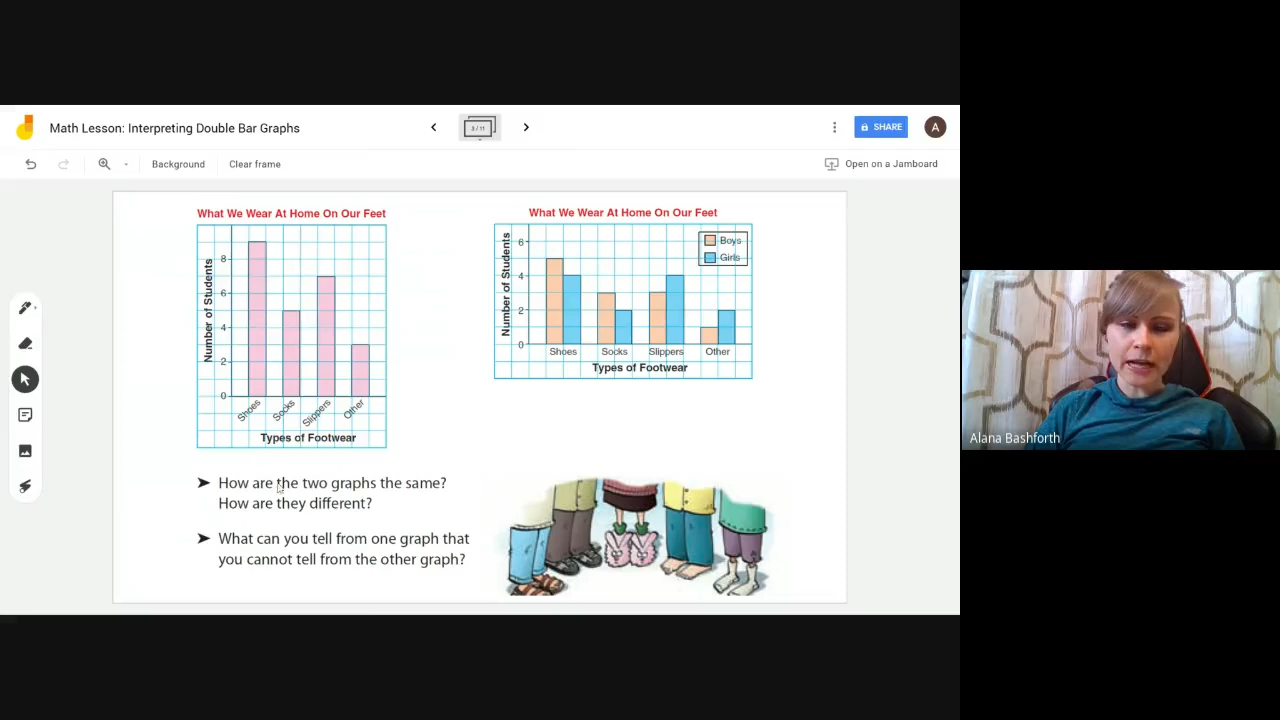 Math Lesson: Interpreting Double Bar Graphs
3 / 11
SHARE
A
Background
Clear frame
Open on a Jamboard
What We Wear At Home On Our Feet
Number of Students
8
6
4
2
0
Shoes
Socks
Slippers
Other
Types of Footwear
What We Wear At Home On Our Feet
Number of Students
6
4
2
0
Boys
Girls
Shoes
Socks
Slippers
Other
Types of Footwear
➤ How are the two graphs the same?
How are they different?
➤ What can you tell from one graph that
you cannot tell from the other graph?
Alana Bashforth